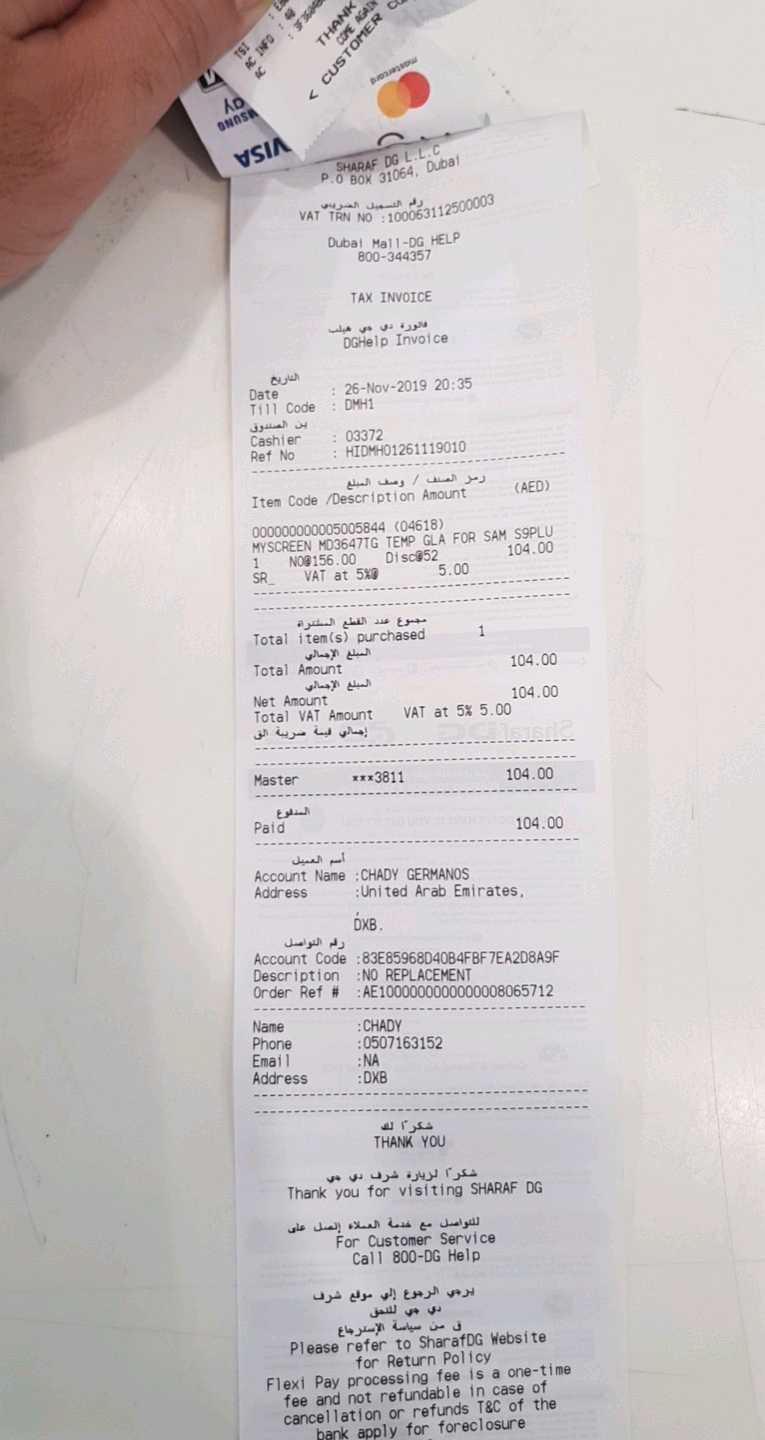 TSI
AC INFO
AC
THANK
COME AGAIN
< CUSTOMER
VISA
mastercard
SHARAF DG L.L.C
P.O BOX 31064, Dubai
رقم التسجيل الضريبي
VAT TRN NO :100063112500003
Dubai Mall-DG HELP
800-344357
TAX INVOICE
فاتورة دي جي هيلب
DGHelp Invoice
التاريخ
Date : 26-Nov-2019 20:35
Till Code : DMH1
ين الصندوق
Cashier : 03372
Ref No : HIDMH01261119010
رمز الصنف / وصف المبلغ
Item Code /Description Amount (AED)
000000000005005844 (04618)
MYSCREEN MD3647TG TEMP GLA FOR SAM S9PLU
1 NO@156.00 Disc@52 104.00
SR_ VAT at 5%@ 5.00
مجموع عدد القطع المشتراة
Total item(s) purchased 1
المبلغ الإجمالي
Total Amount 104.00
المبلغ الإجمالي
Net Amount 104.00
Total VAT Amount VAT at 5% 5.00
إجمالي قيمة ضريبة الق
Master ***3811 104.00
المدفوع
Paid 104.00
أسم العميل
Account Name :CHADY GERMANOS
Address :United Arab Emirates,
,
DXB.
رقم التواصل
Account Code :83E85968D40B4FBF7EA2D8A9F
Description :NO REPLACEMENT
Order Ref # :AE1000000000000008065712
Name :CHADY
Phone :0507163152
Email :NA
Address :DXB
شكرًا لك
THANK YOU
شكرًا لزيارة شرف دي جي
Thank you for visiting SHARAF DG
للتواصل مع خدمة العملاء إتصل على
For Customer Service
Call 800-DG Help
يرجي الرجوع إلي موقع شرف
دي جي للتحق
ق من سياسة الإسترجاع
Please refer to SharafDG Website
for Return Policy
Flexi Pay processing fee is a one-time
fee and not refundable in case of
cancellation or refunds T&C of the
bank apply for foreclosure